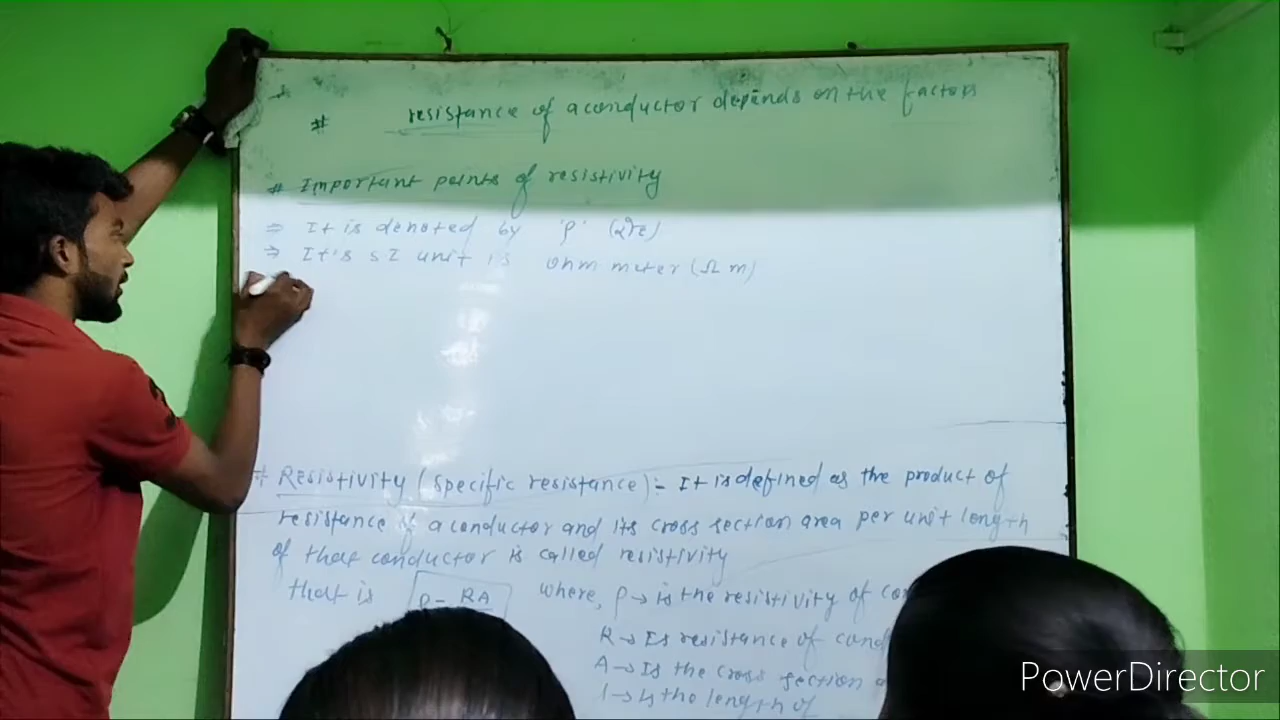 # resistance of a conductor depends on the factors
# Important points of resistivity
⇒ It is denoted by 'ρ' (रो)
⇒ It's SI unit is ohm meter (Ω m)
# Resistivity (specific resistance):- It is defined as the product of
resistance of a conductor and its cross section area per unit length
of that conductor is called resistivity
that is ρ = RA where, ρ → is the resistivity of
R → Is resistance of
A → Is the cross section
l → Is the length of
PowerDirector